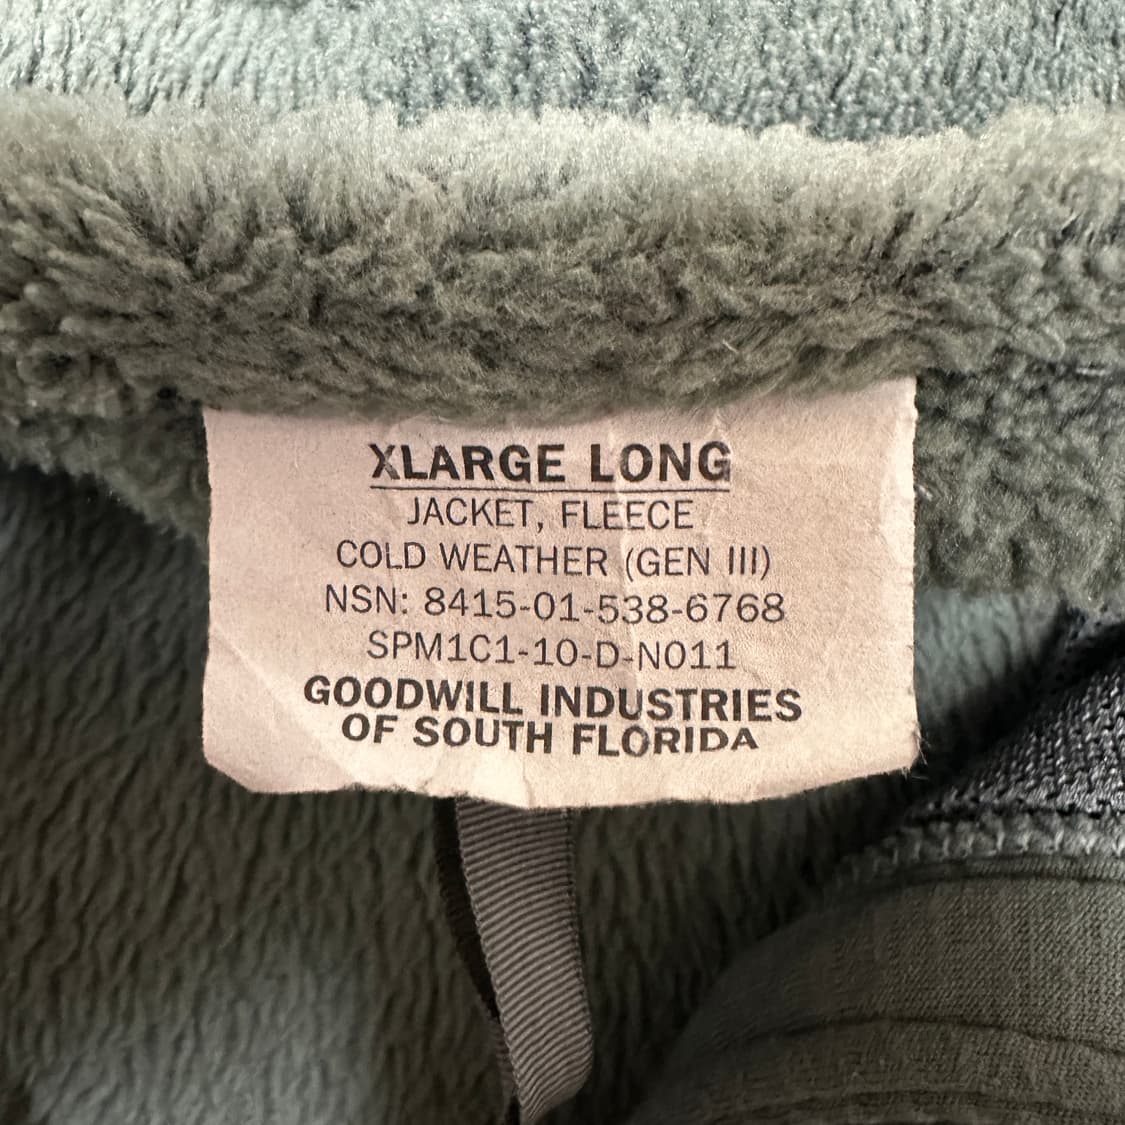 XLARGE LONG
JACKET, FLEECE
COLD WEATHER (GEN III)
NSN: 8415-01-538-6768
SPM1C1-10-D-N011
GOODWILL INDUSTRIES
OF SOUTH FLORIDA